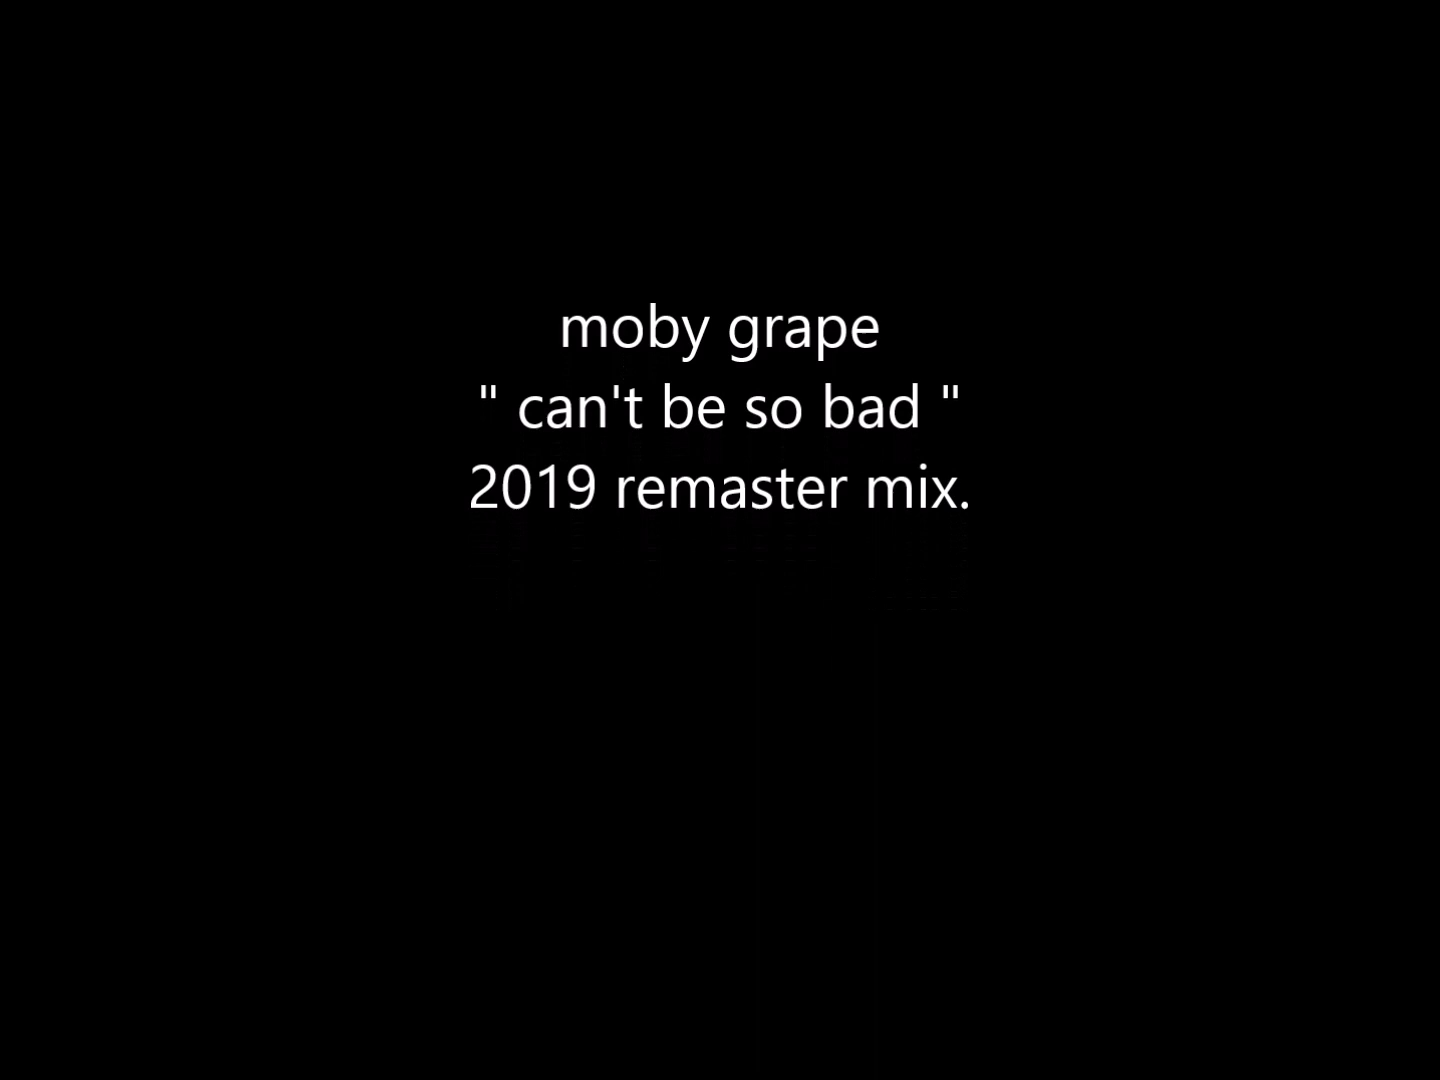 moby grape
" can't be so bad "
2019 remaster mix.